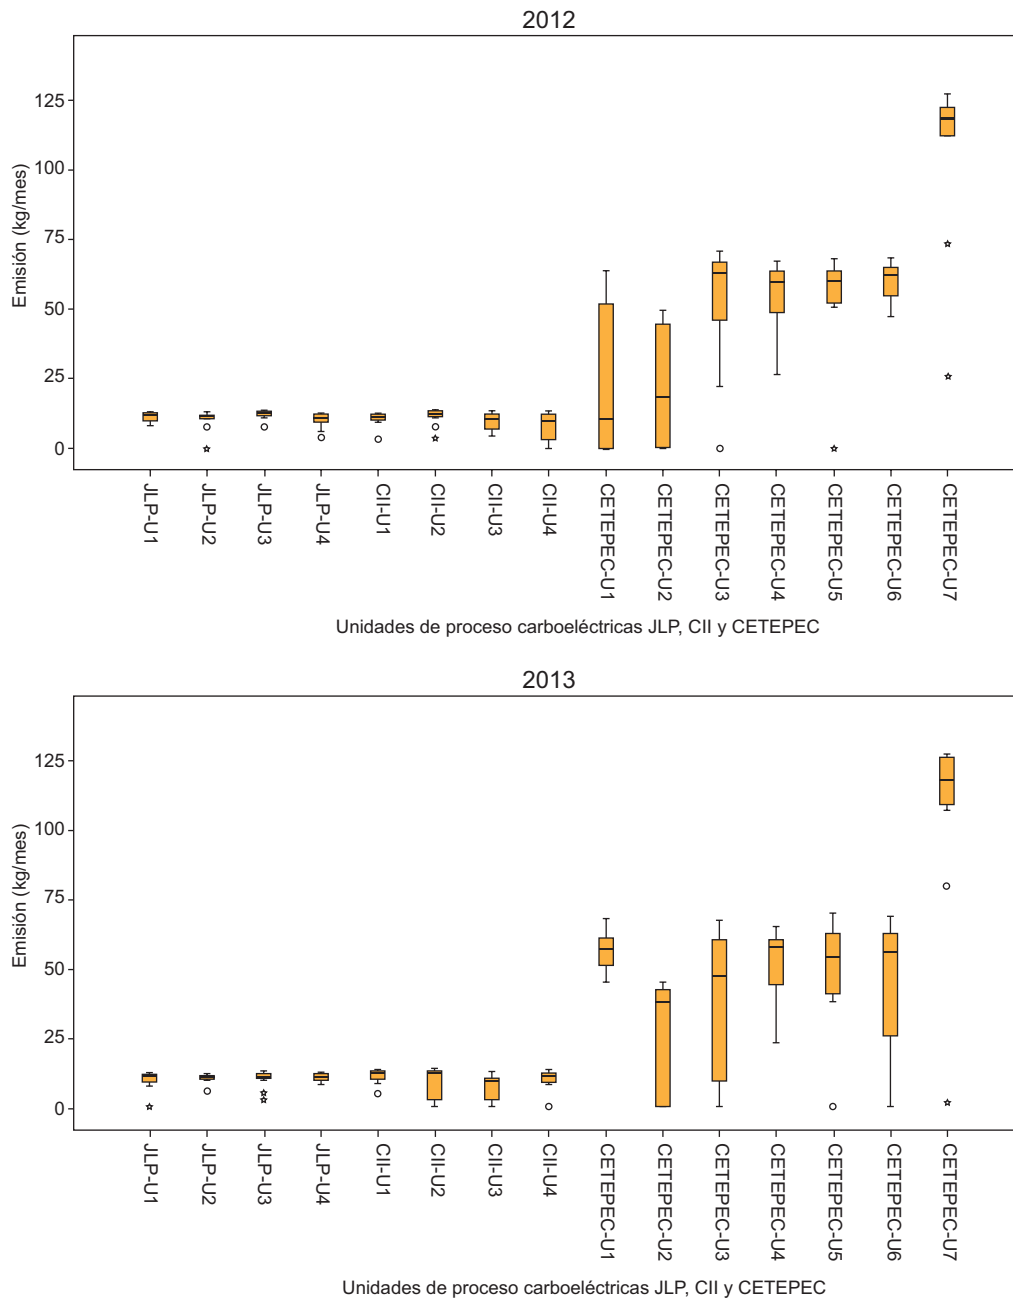 2012
Emisión (kg/mes)
125
100
75
50
25
0
JLP-U1
JLP-U2
JLP-U3
JLP-U4
CII-U1
CII-U2
CII-U3
CII-U4
CETEPEC-U1
CETEPEC-U2
CETEPEC-U3
CETEPEC-U4
CETEPEC-U5
CETEPEC-U6
CETEPEC-U7
Unidades de proceso carboeléctricas JLP, CII y CETEPEC
2013
Emisión (kg/mes)
125
100
75
50
25
0
JLP-U1
JLP-U2
JLP-U3
JLP-U4
CII-U1
CII-U2
CII-U3
CII-U4
CETEPEC-U1
CETEPEC-U2
CETEPEC-U3
CETEPEC-U4
CETEPEC-U5
CETEPEC-U6
CETEPEC-U7
Unidades de proceso carboeléctricas JLP, CII y CETEPEC